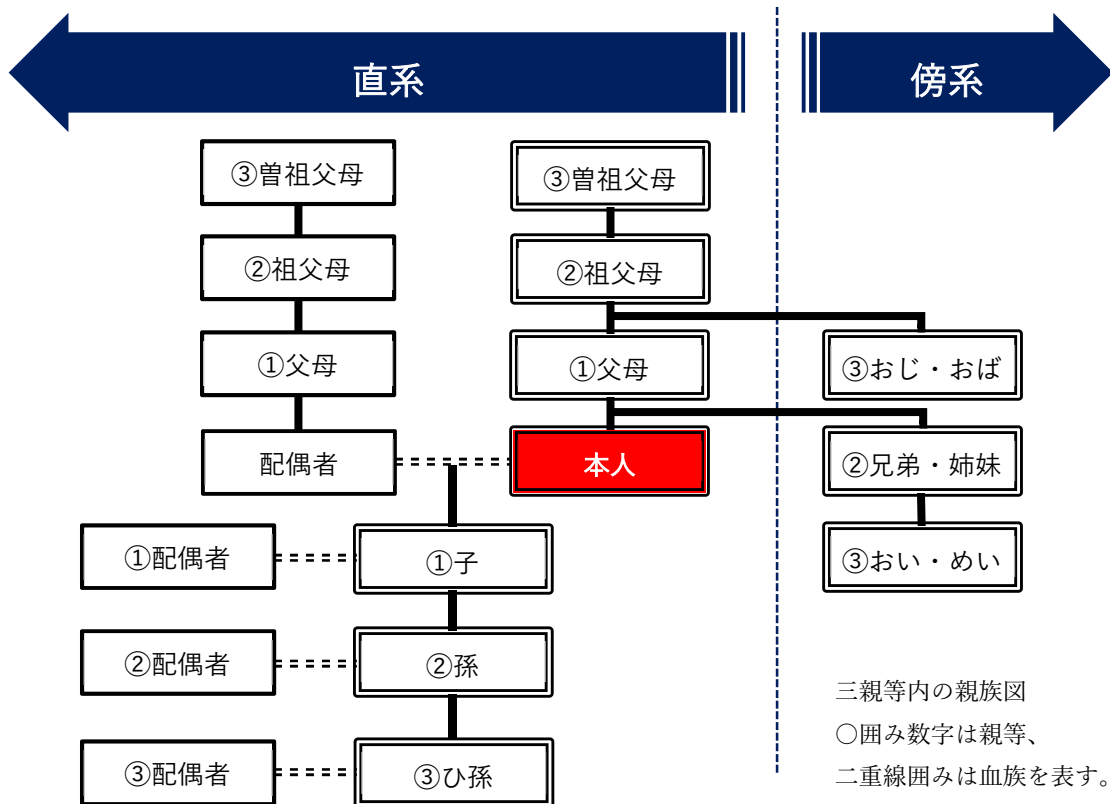 直系
傍系
③曽祖父母
③曽祖父母
②祖父母
②祖父母
①父母
①父母
③おじ・おば
配偶者
本人
②兄弟・姉妹
①配偶者
①子
③おい・めい
②配偶者
②孫
③配偶者
③ひ孫
三親等内の親族図
○囲み数字は親等、
二重線囲みは血族を表す。